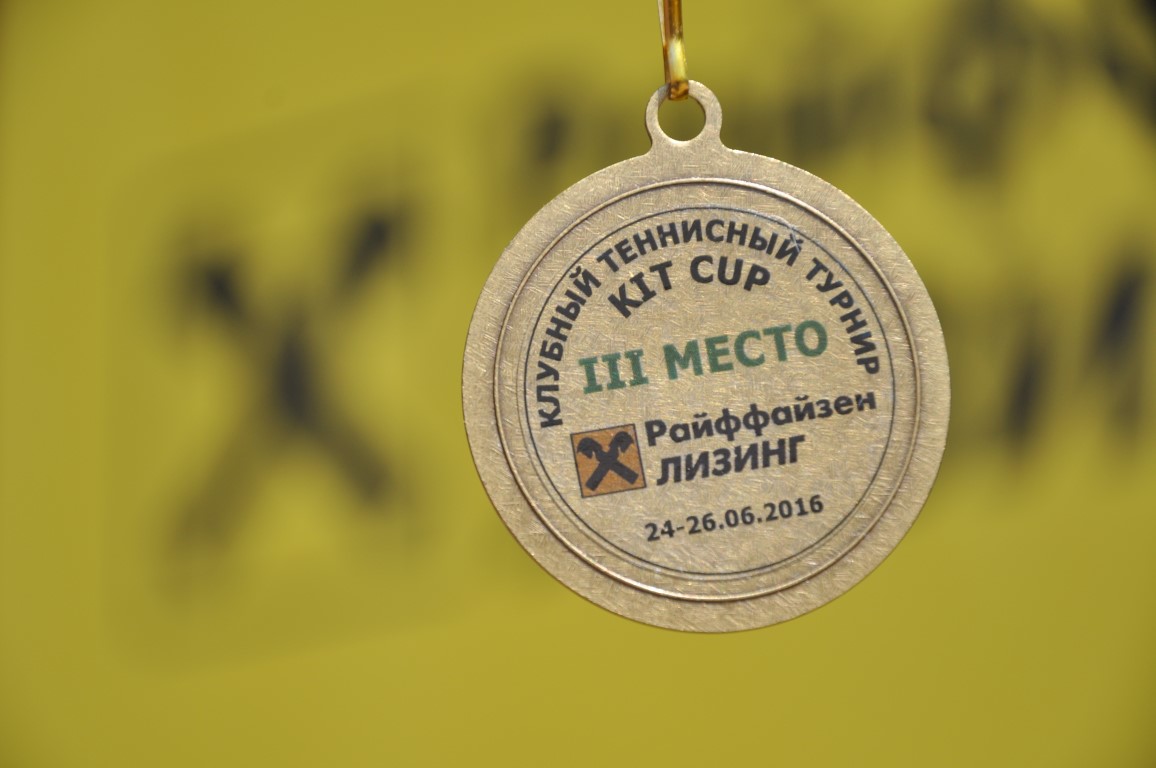 КЛУБНЫЙ ТЕННИСНЫЙ ТУРНИР
KIT CUP
III МЕСТО
Райффайзен
ЛИЗИНГ
24-26.06.2016